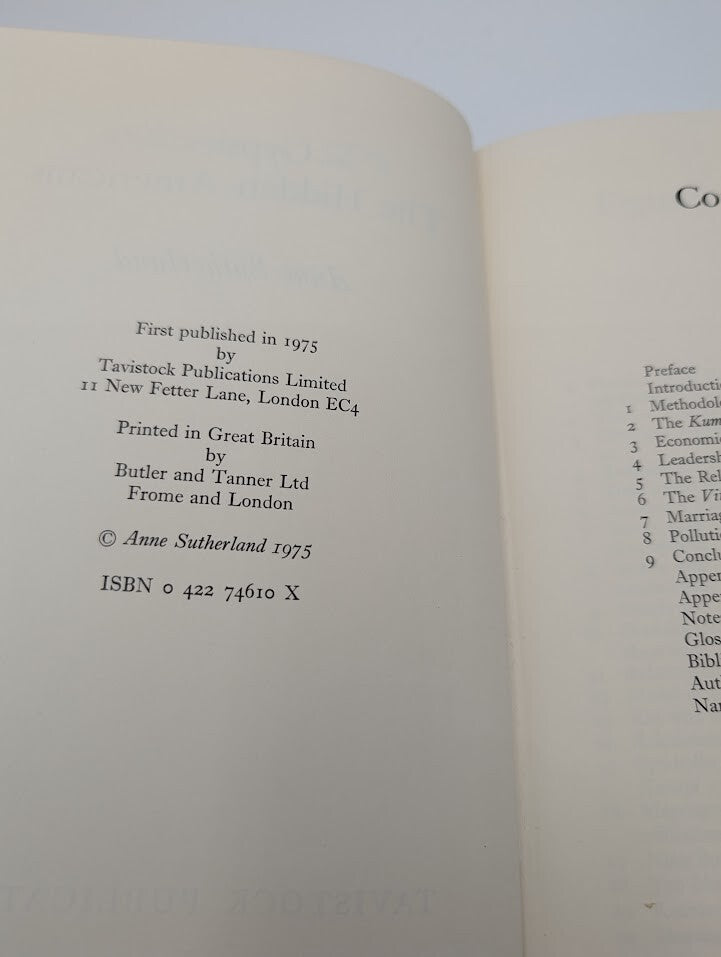 First published in 1975
by
Tavistock Publications Limited
11 New Fetter Lane, London EC4
Printed in Great Britain
by
Butler and Tanner Ltd
Frome and London
© Anne Sutherland 1975
ISBN 0 422 74610 X
Co
Preface
Introducti
1 Methodol
2 The Kum
3 Economi
4 Leadersh
5 The Rel
6 The Vi
7 Marriag
8 Polluti
9 Conclu
Appen
Appe
Note
Glos
Bibl
Aut
Na